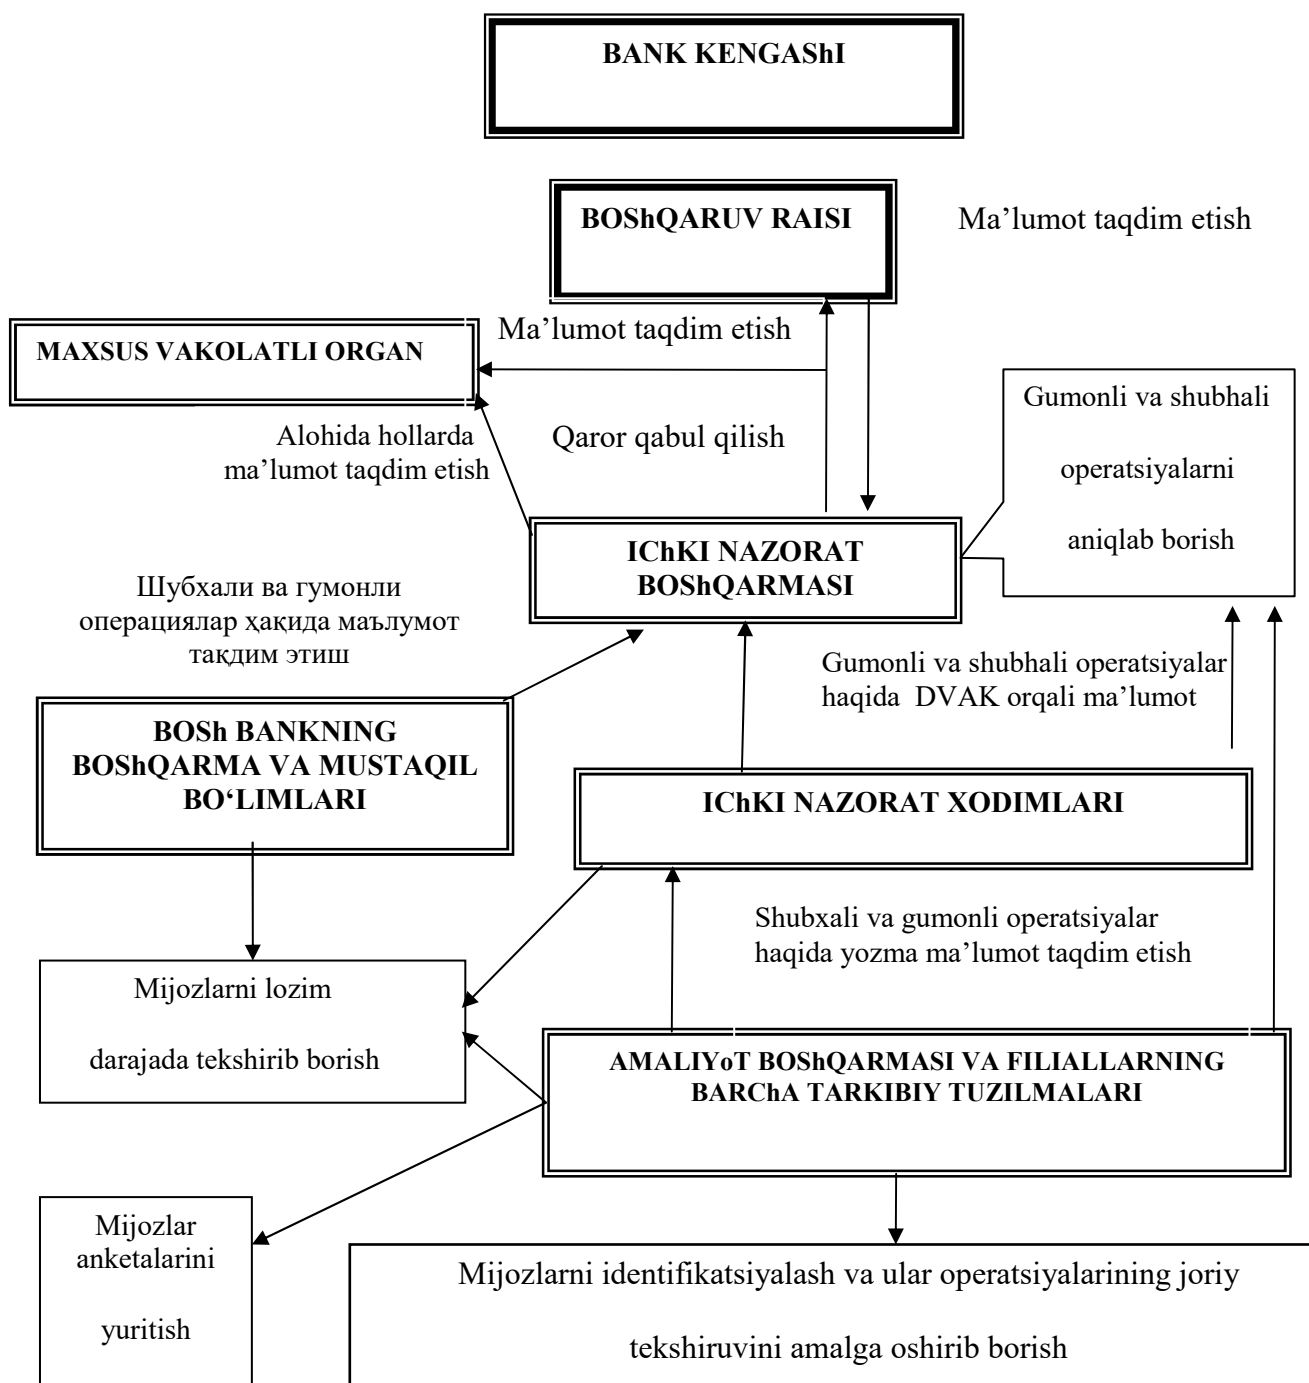 BANK KENGAShI
BOShQARUV RAISI
Ma’lumot taqdim etish
Ma’lumot taqdim etish
MAXSUS VAKOLATLI ORGAN
Alohida hollarda
ma’lumot taqdim etish
Qaror qabul qilish
Gumonli va shubhali
operatsiyalarni
aniqlab borish
IChKI NAZORAT
BOShQARMASI
Шубхали ва гумонли
операциялар ҳақида маълумот
тақдим этиш
Gumonli va shubhali operatsiyalar
haqida DVAK orqali ma’lumot
BOSh BANKNING
BOShQARMA VA MUSTAQIL
BO‘LIMLARI
IChKI NAZORAT XODIMLARI
Shubxali va gumonli operatsiyalar
haqida yozma ma’lumot taqdim etish
Mijozlarni lozim
darajada tekshirib borish
AMALIYoT BOShQARMASI VA FILIALLARNING
BARChA TARKIBIY TUZILMALARI
Mijozlar
anketalarini
yuritish
Mijozlarni identifikatsiyalash va ular operatsiyalarining joriy
tekshiruvini amalga oshirib borish